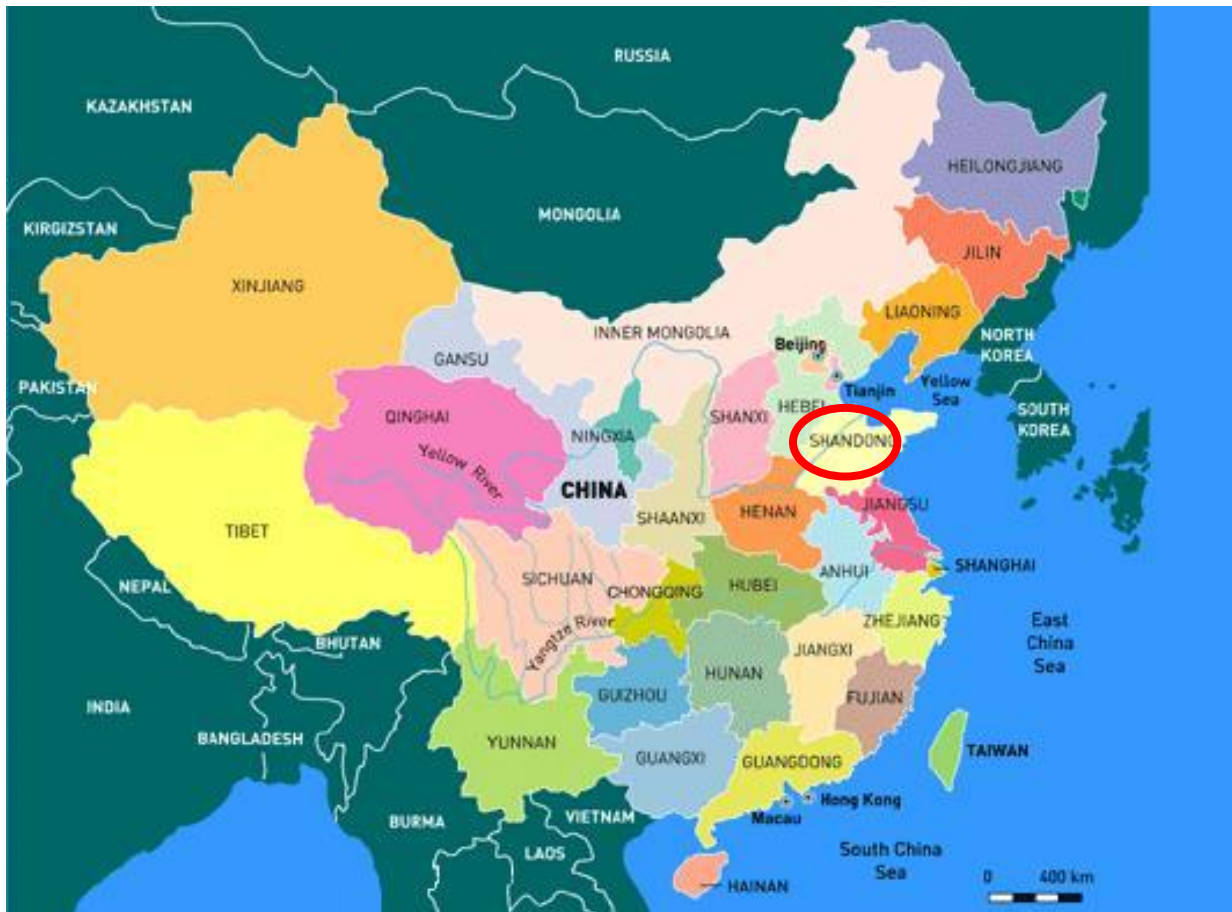 RUSSIA
KAZAKHSTAN
HEILONGJIANG
MONGOLIA
KIRGIZSTAN
JILIN
XINJIANG
LIAONING
INNER MONGOLIA
NORTH
KOREA
Beijing
GANSU
PAKISTAN
Tianjin
Yellow
Sea
QINGHAI
SHANXI
HEBEI
SOUTH
KOREA
NINGXIA
SHANDONG
Yellow River
CHINA
JIANGSU
HENAN
SHAANXI
TIBET
SHANGHAI
ANHUI
SICHUAN
HUBEI
NEPAL
CHONGQING
ZHEJIANG
East
China
Sea
Yangtze River
BHUTAN
JIANGXI
HUNAN
GUIZHOU
FUJIAN
INDIA
BANGLADESH
YUNNAN
TAIWAN
GUANGXI
GUANGDONG
Hong Kong
Macau
BURMA
VIETNAM
LAOS
South China
Sea
0 400 km
HAINAN